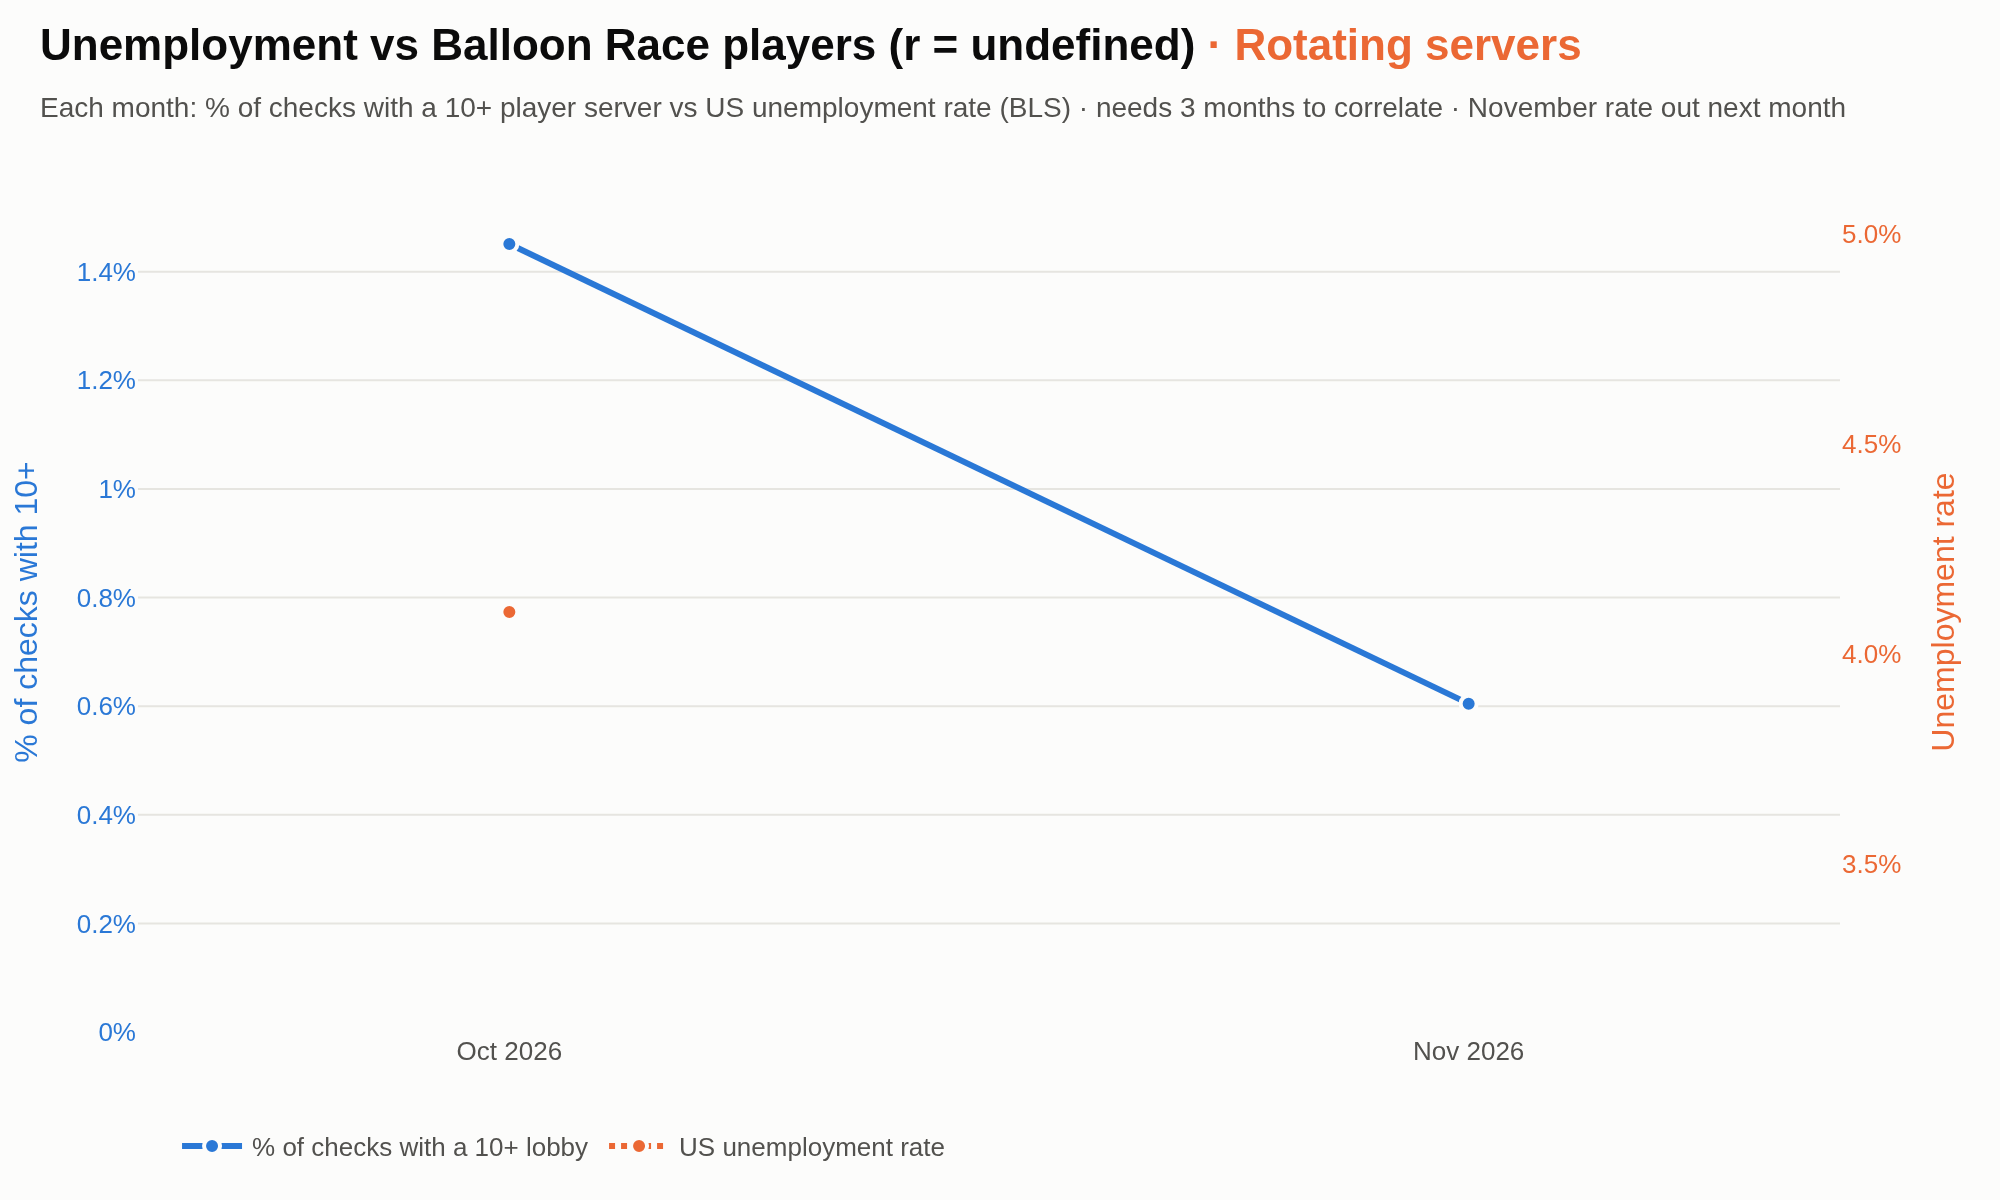 Unemployment vs Balloon Race players (r = undefined) · Rotating servers
Each month: % of checks with a 10+ player server vs US unemployment rate (BLS) · needs 3 months to correlate · November rate out next month
1.4%
1.2%
1%
0.8%
0.6%
0.4%
0.2%
0%
% of checks with 10+
5.0%
4.5%
4.0%
3.5%
Unemployment rate
Oct 2026 Nov 2026
% of checks with a 10+ lobby US unemployment rate